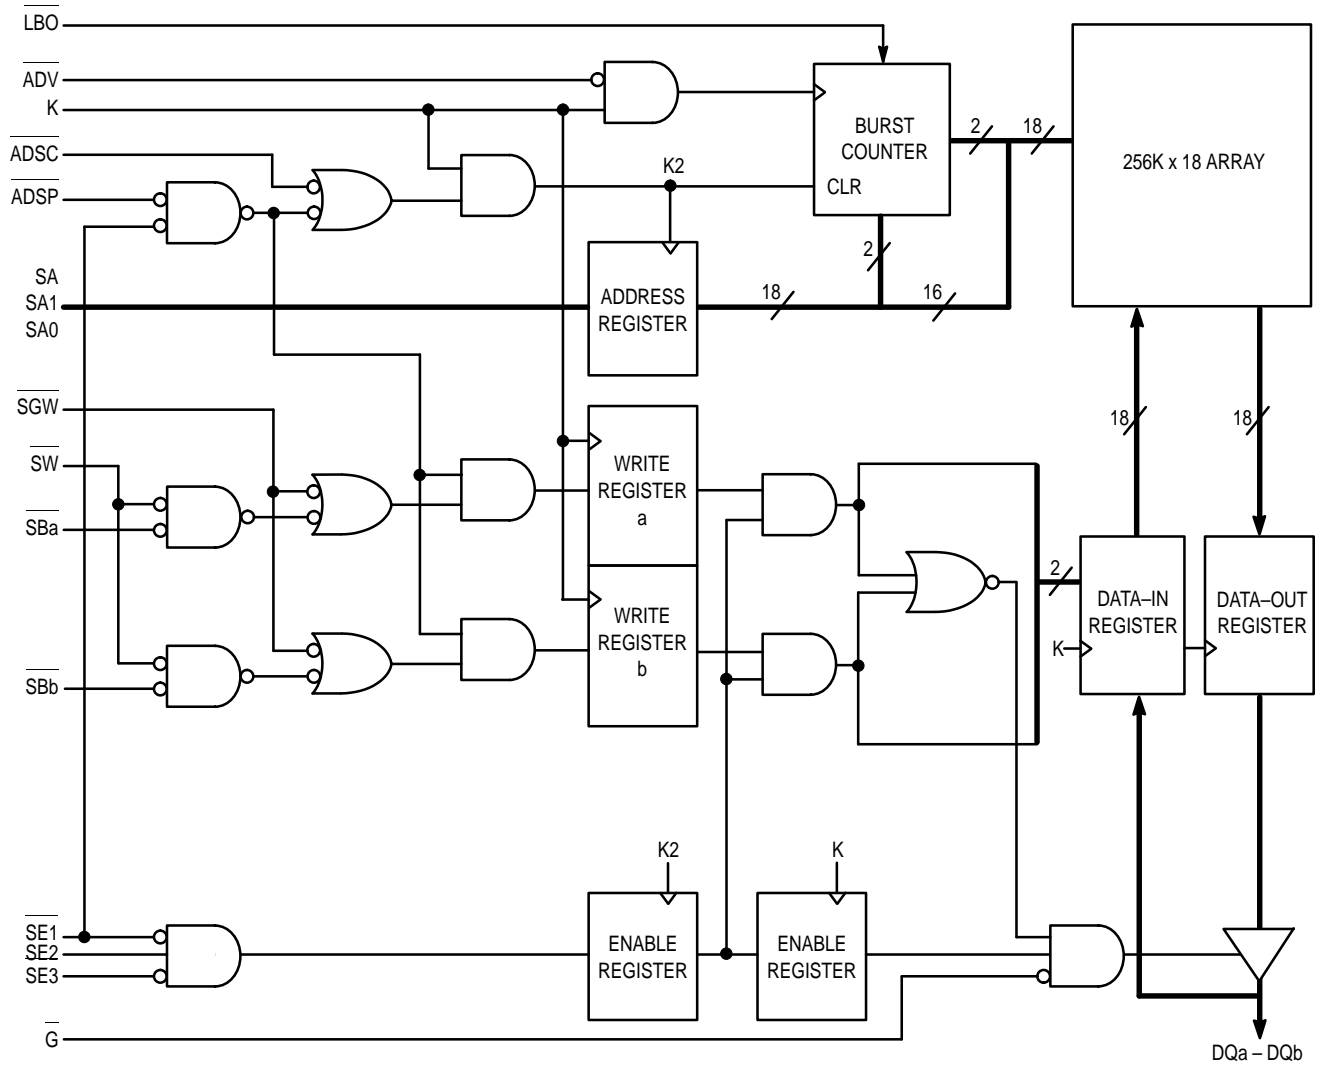 LBO
ADV
K
ADSC
ADSP
K2
BURST
COUNTER
CLR
2
18
256K x 18 ARRAY
2
SA
SA1
SA0
ADDRESS
REGISTER
18
16
SGW
SW
SBa
SBb
WRITE
REGISTER
a
WRITE
REGISTER
b
18
18
2
K
DATA–IN
REGISTER
DATA–OUT
REGISTER
K2
K
SE1
SE2
SE3
ENABLE
REGISTER
ENABLE
REGISTER
G
DQa – DQb